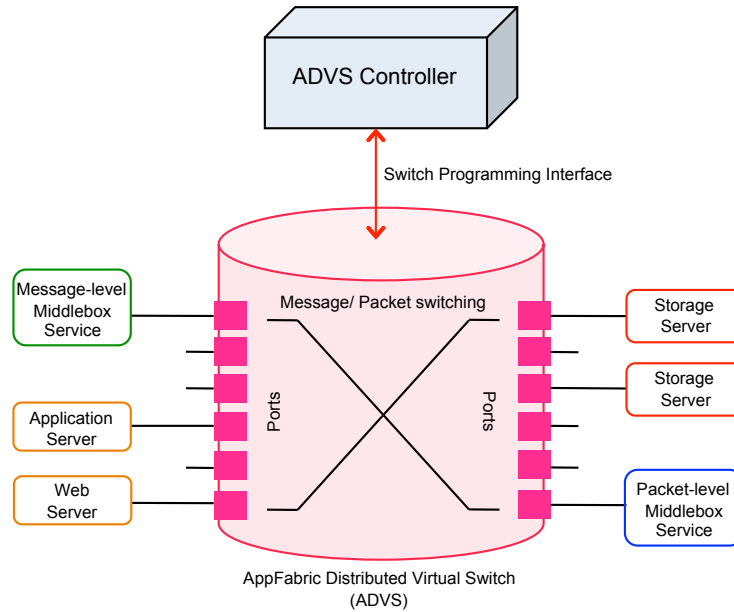 ADVS Controller
Switch Programming Interface
Message-level
Middlebox
Service
Message/ Packet switching
Storage
Server
Ports
Ports
Storage
Server
Application
Server
Web
Server
Packet-level
Middlebox
Service
AppFabric Distributed Virtual Switch
(ADVS)